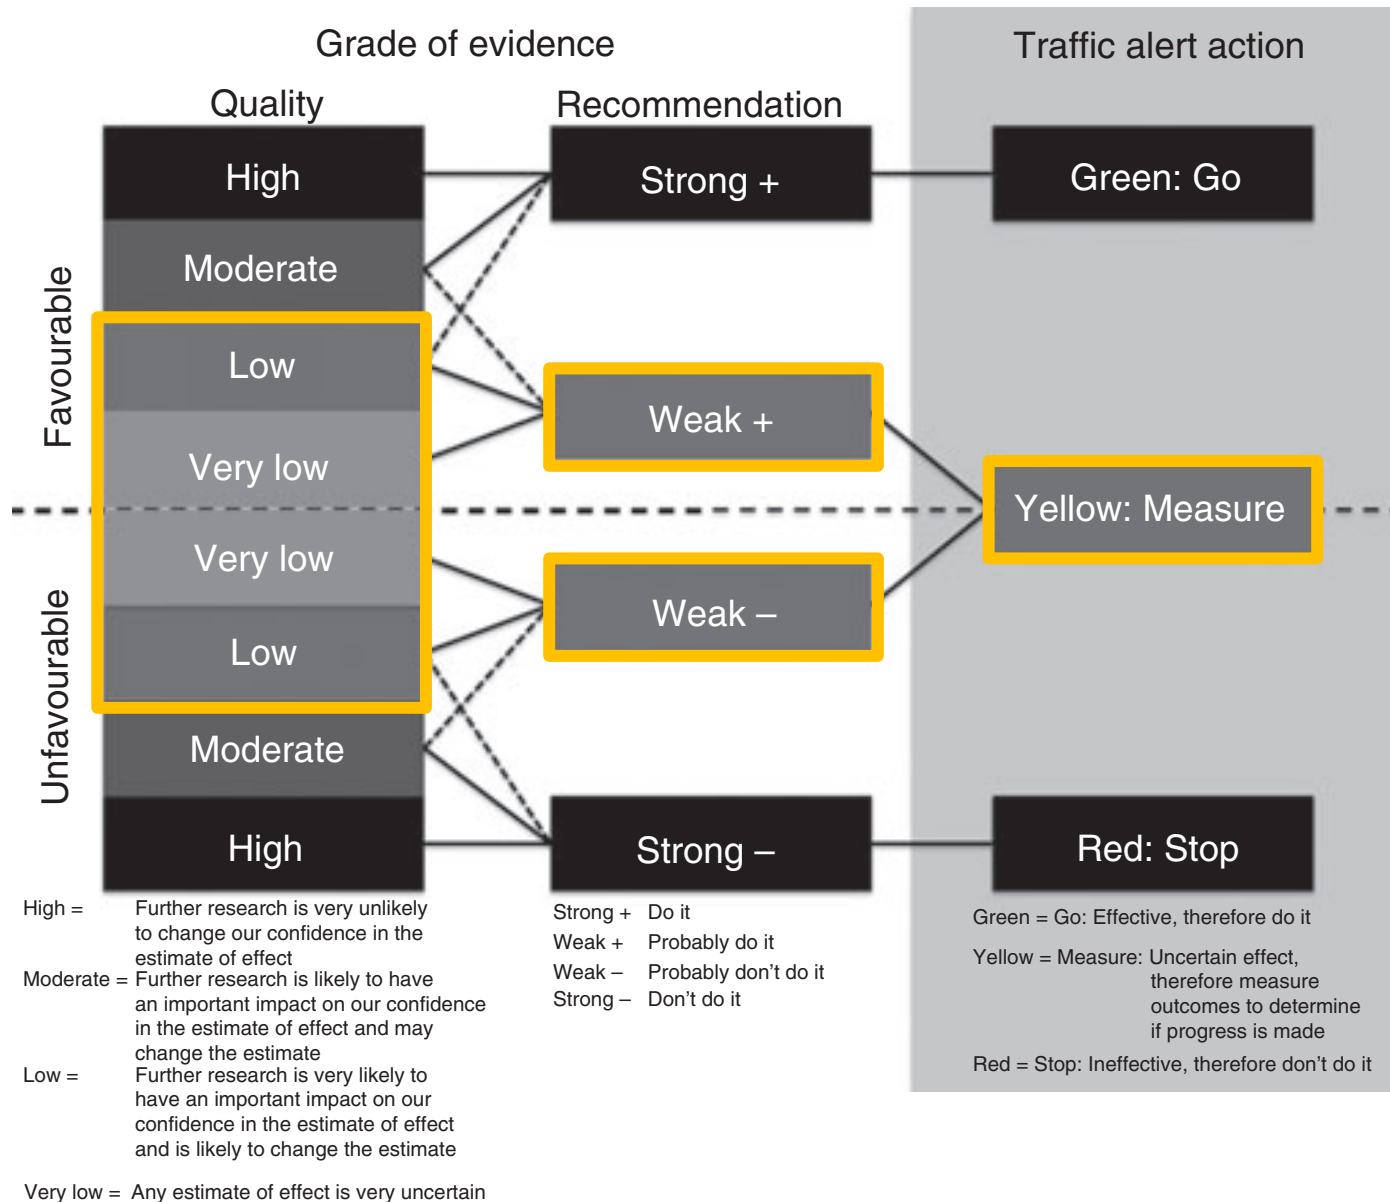 Grade of evidence
Traffic alert action
Quality
Recommendation
Favourable
Unfavourable
High
Moderate
Low
Very low
Very low
Low
Moderate
High
Strong +
Weak +
Weak –
Strong –
Green: Go
Yellow: Measure
Red: Stop
High = Further research is very unlikely
to change our confidence in the
estimate of effect
Moderate = Further research is likely to have
an important impact on our confidence
in the estimate of effect and may
change the estimate
Low = Further research is very likely to
have an important impact on our
confidence in the estimate of effect
and is likely to change the estimate
Very low = Any estimate of effect is very uncertain
Strong + Do it
Weak + Probably do it
Weak – Probably don't do it
Strong – Don't do it
Green = Go: Effective, therefore do it
Yellow = Measure: Uncertain effect,
therefore measure
outcomes to determine
if progress is made
Red = Stop: Ineffective, therefore don't do it